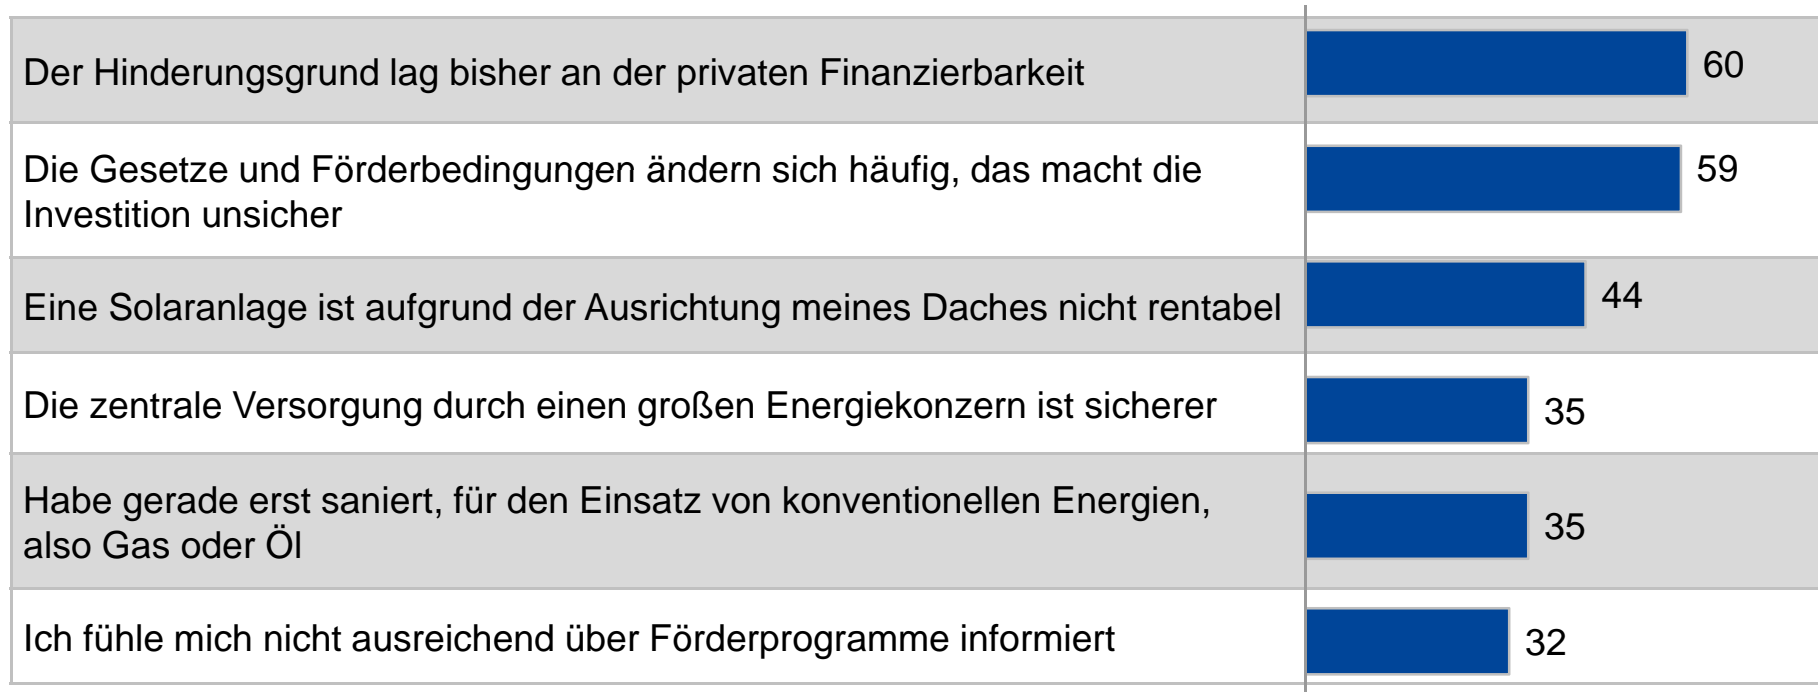 Der Hinderungsgrund lag bisher an der privaten Finanzierbarkeit
60
Die Gesetze und Förderbedingungen ändern sich häufig, das macht die
Investition unsicher
59
Eine Solaranlage ist aufgrund der Ausrichtung meines Daches nicht rentabel
44
Die zentrale Versorgung durch einen großen Energiekonzern ist sicherer
35
Habe gerade erst saniert, für den Einsatz von konventionellen Energien,
also Gas oder Öl
35
Ich fühle mich nicht ausreichend über Förderprogramme informiert
32